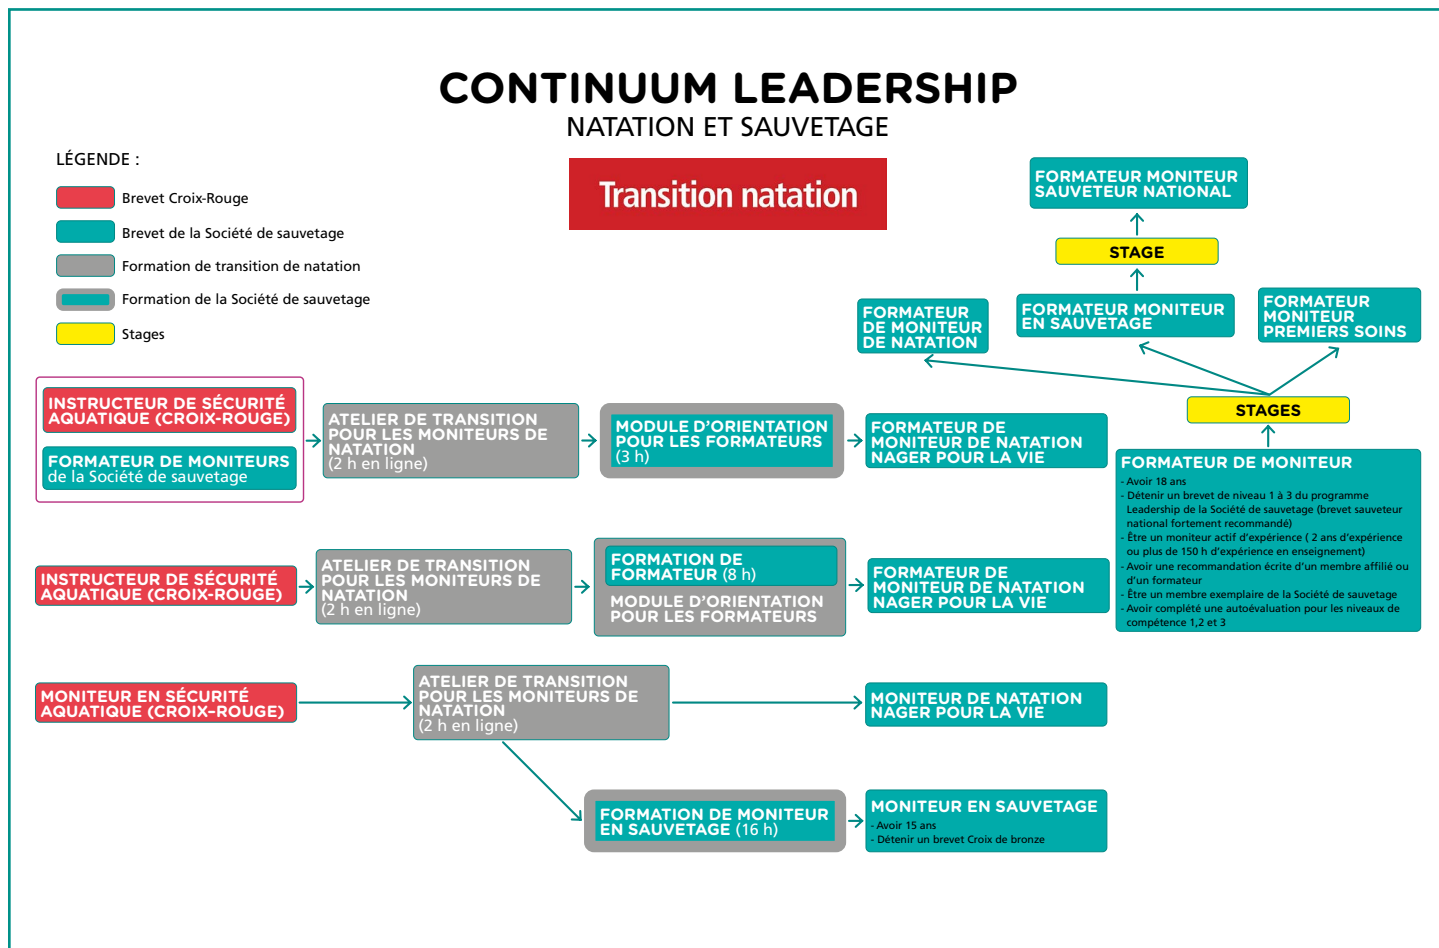 CONTINUUM LEADERSHIP
NATATION ET SAUVETAGE
Transition natation
LÉGENDE :
Brevet Croix-Rouge
Brevet de la Société de sauvetage
Formation de transition de natation
Formation de la Société de sauvetage
Stages
FORMATEUR MONITEUR
SAUVETEUR NATIONAL
STAGE
FORMATEUR
DE MONITEUR
DE NATATION
FORMATEUR MONITEUR
EN SAUVETAGE
FORMATEUR
MONITEUR
PREMIERS SOINS
STAGES
FORMATEUR DE MONITEUR
- Avoir 18 ans
- Détenir un brevet de niveau 1 à 3 du programme
Leadership de la Société de sauvetage (brevet sauveteur
national fortement recommandé)
- Être un moniteur actif d'expérience ( 2 ans d'expérience
ou plus de 150 h d'expérience en enseignement)
- Avoir une recommandation écrite d'un membre affilié ou
d'un formateur
- Être un membre exemplaire de la Société de sauvetage
- Avoir complété une autoévaluation pour les niveaux de
compétence 1,2 et 3
INSTRUCTEUR DE SÉCURITÉ
AQUATIQUE (CROIX-ROUGE)
FORMATEUR DE MONITEURS
de la Société de sauvetage
ATELIER DE TRANSITION
POUR LES MONITEURS DE
NATATION
(2 h en ligne)
MODULE D'ORIENTATION
POUR LES FORMATEURS
(3 h)
FORMATEUR DE
MONITEUR DE NATATION
NAGER POUR LA VIE
INSTRUCTEUR DE SÉCURITÉ
AQUATIQUE (CROIX-ROUGE)
ATELIER DE TRANSITION
POUR LES MONITEURS DE
NATATION
(2 h en ligne)
FORMATION DE
FORMATEUR (8 h)
MODULE D'ORIENTATION
POUR LES FORMATEURS
FORMATEUR DE
MONITEUR DE NATATION
NAGER POUR LA VIE
MONITEUR EN SÉCURITÉ
AQUATIQUE (CROIX-ROUGE)
ATELIER DE TRANSITION
POUR LES MONITEURS DE
NATATION
(2 h en ligne)
MONITEUR DE NATATION
NAGER POUR LA VIE
FORMATION DE MONITEUR
EN SAUVETAGE (16 h)
MONITEUR EN SAUVETAGE
- Avoir 15 ans
- Détenir un brevet Croix de bronze